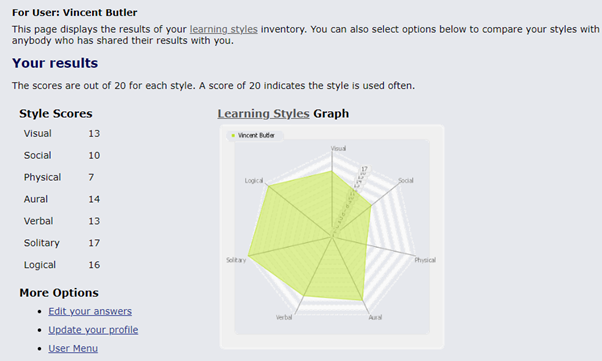 For User: Vincent Butler
This page displays the results of your learning styles inventory. You can also select options below to compare your styles with
anybody who has shared their results with you.
Your results
The scores are out of 20 for each style. A score of 20 indicates the style is used often.
Style Scores
Visual 13
Social 10
Physical 7
Aural 14
Verbal 13
Solitary 17
Logical 16
More Options
Edit your answers
Update your profile
User Menu
Learning Styles Graph
Vincent Butler
Visual
17
Logical
Social
Solitary
Physical
Verbal
Aural